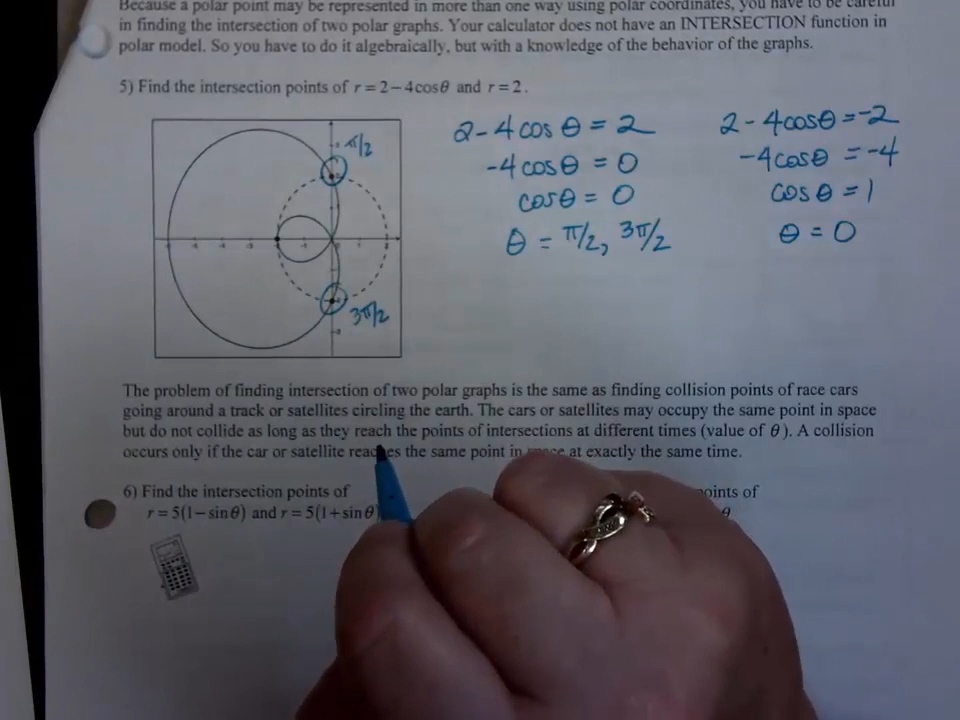 Because a polar point may be represented in more than one way using polar coordinates, you have to be careful
in finding the intersection of two polar graphs. Your calculator does not have an INTERSECTION function in
polar model. So you have to do it algebraically, but with a knowledge of the behavior of the graphs.
5) Find the intersection points of r = 2 − 4cosθ and r = 2.
π/2
3π/2
2 - 4cos θ = 2
-4cos θ = 0
cosθ = 0
θ = π/2, 3π/2
2 - 4cosθ = -2
-4cosθ = -4
cos θ = 1
θ = 0
The problem of finding intersection of two polar graphs is the same as finding collision points of race cars
going around a track or satellites circling the earth. The cars or satellites may occupy the same point in space
but do not collide as long as they reach the points of intersections at different times (value of θ). A collision
occurs only if the car or satellite reaches the same point in space at exactly the same time.
6) Find the intersection points of
r = 5(1 − sinθ) and r = 5(1 + sinθ
points of
θ